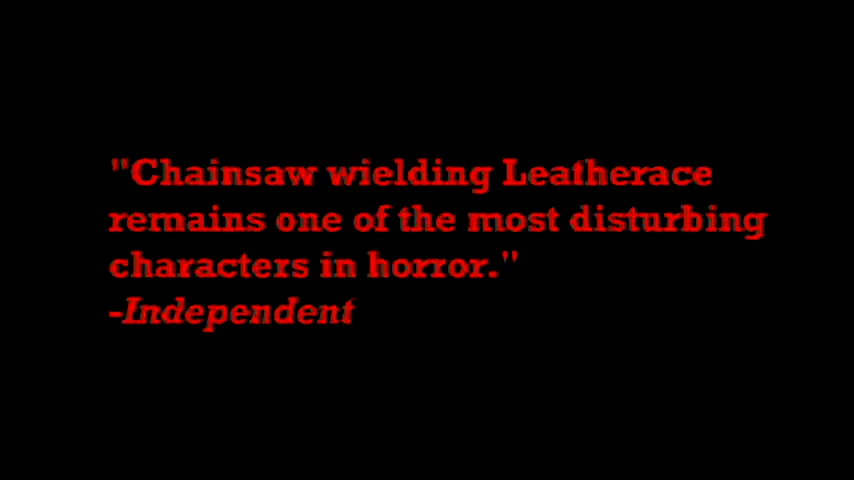 "Chainsaw wielding Leatherace
remains one of the most disturbing
characters in horror."
-Independent